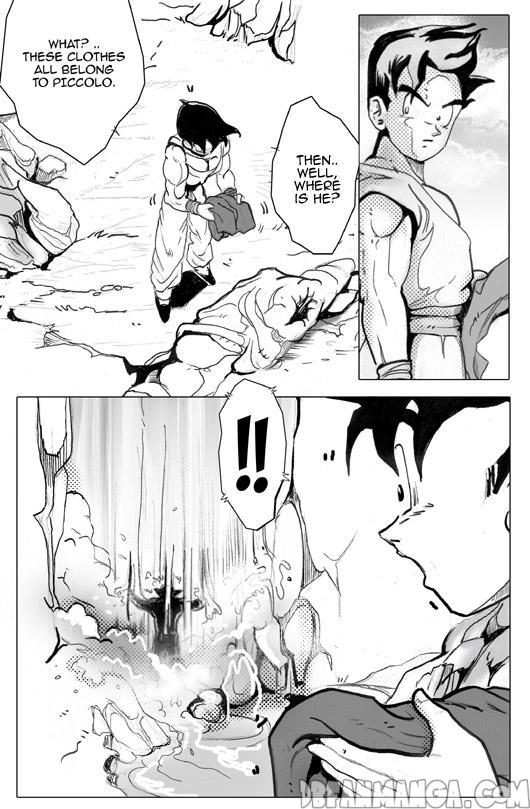 WHAT? ..
THESE CLOTHES
ALL BELONG
TO PICCOLO.
THEN..
WELL,
WHERE
IS HE?
!!
DBFANMANGA.COM